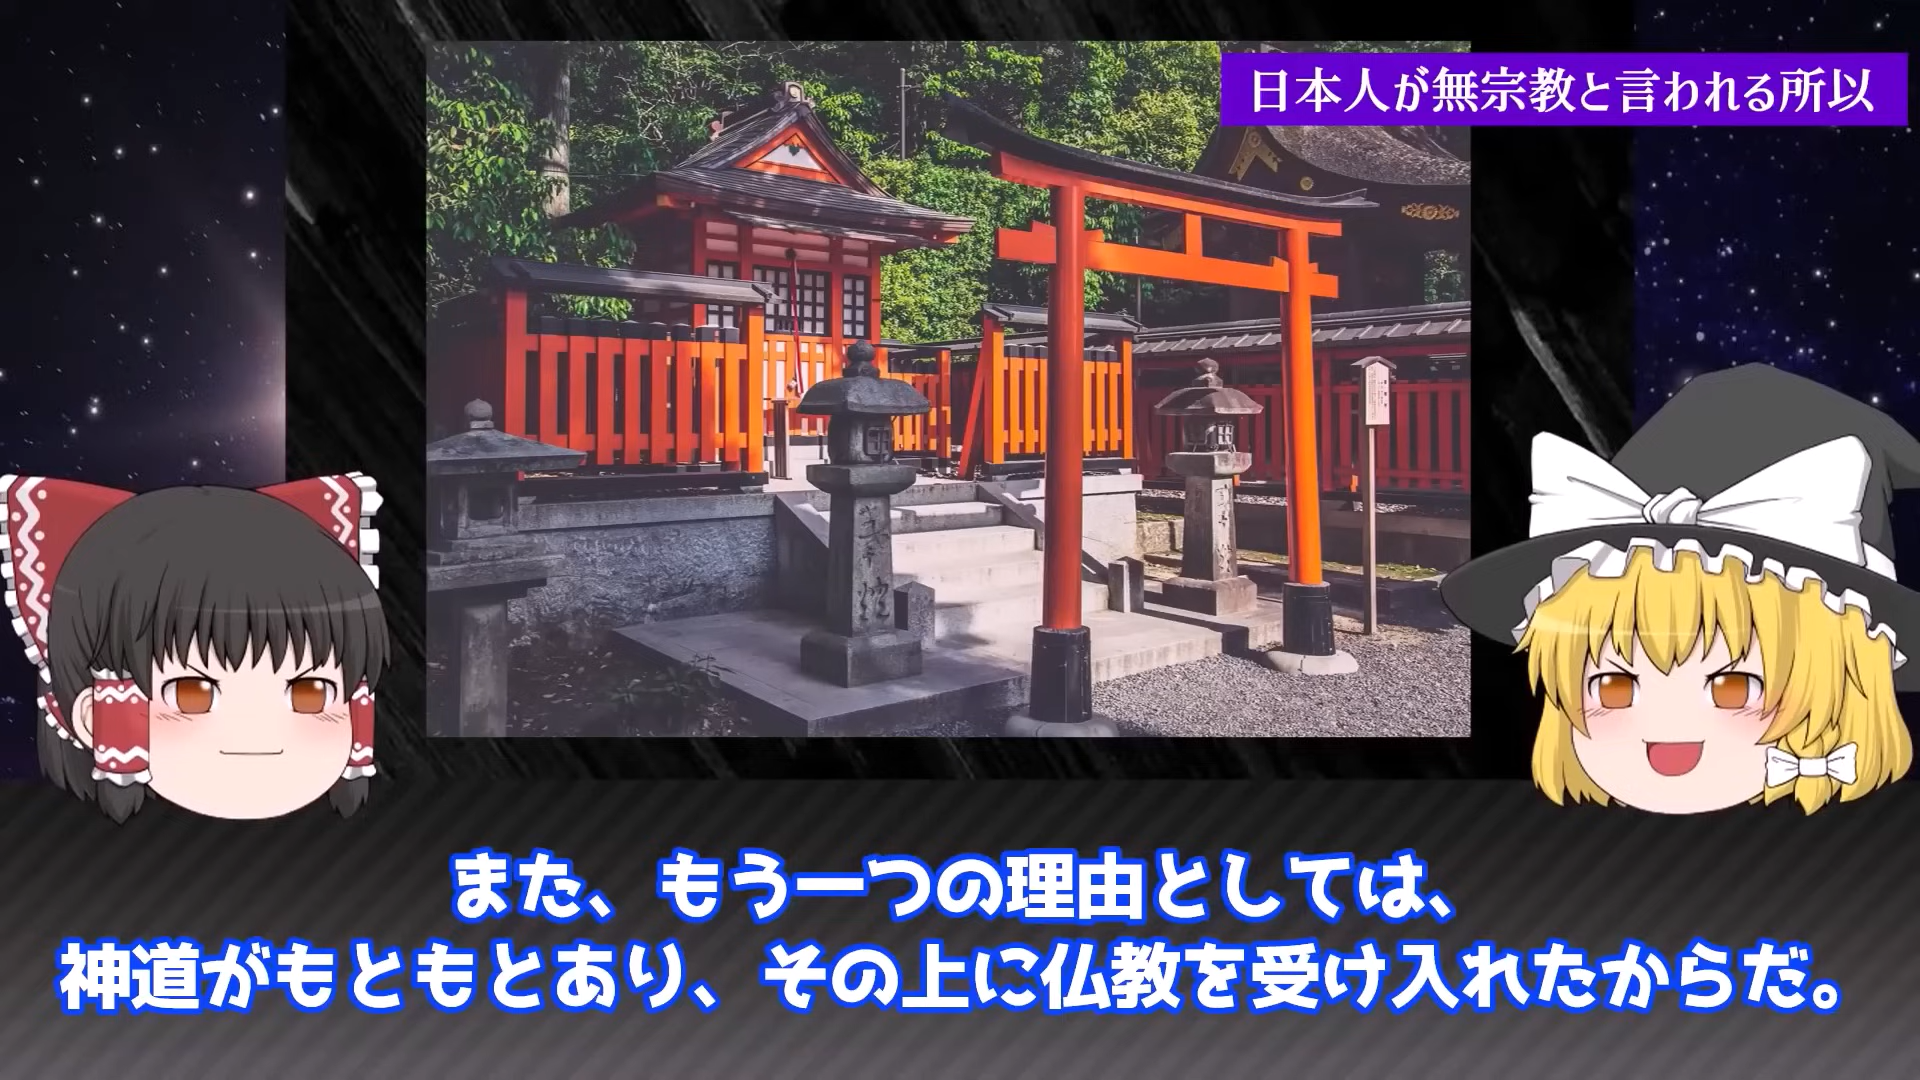 日本人が無宗教と言われる所以
また、もう一つの理由としては、
神道がもともとあり、その上に仏教を受け入れたからだ。